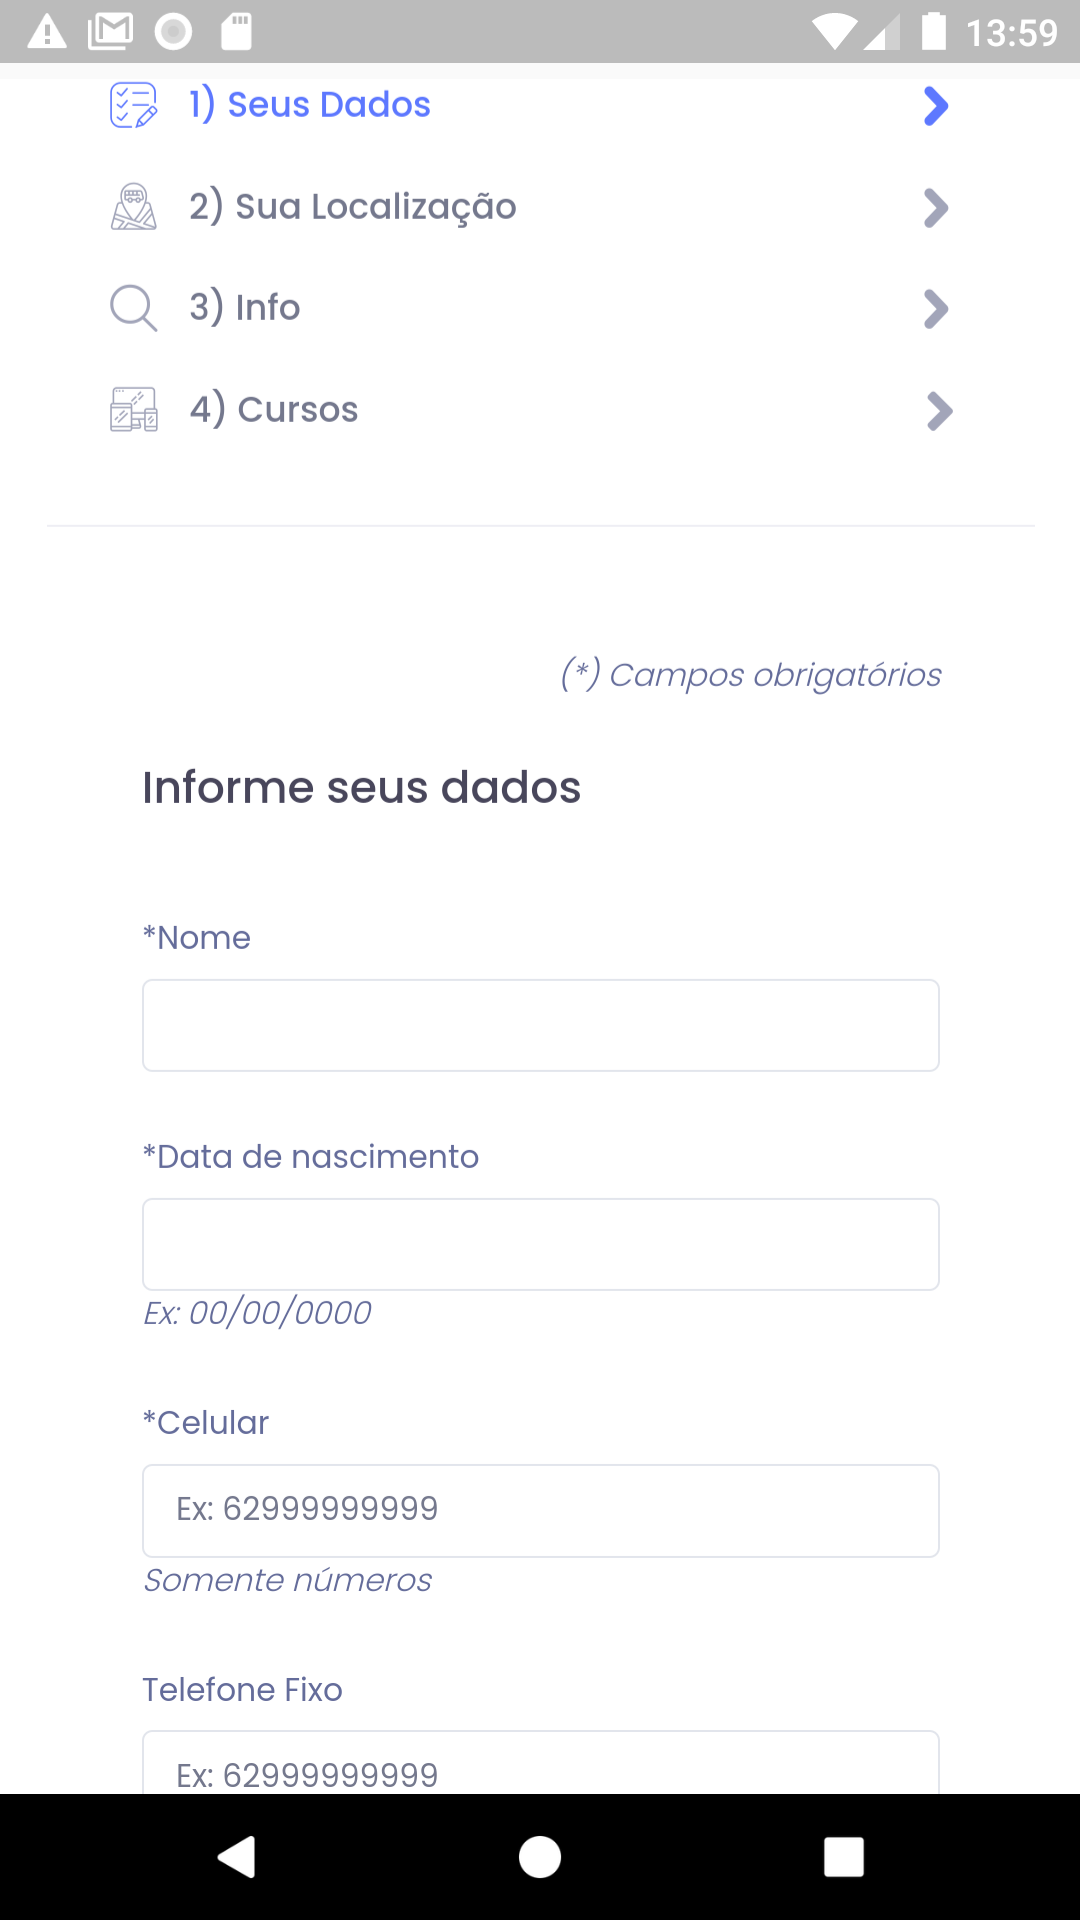 13:59
1) Seus Dados
2) Sua Localização
3) Info
4) Cursos
(*) Campos obrigatórios
Informe seus dados
*Nome
*Data de nascimento
Ex: 00/00/0000
*Celular
Ex: 62999999999
Somente números
Telefone Fixo
Ex: 62999999999